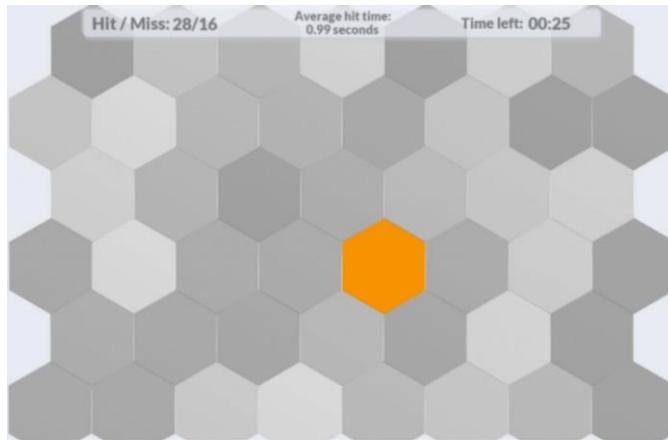 Hit / Miss: 28/16
Average hit time:
0.99 seconds
Time left: 00:25